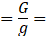 = G/g =